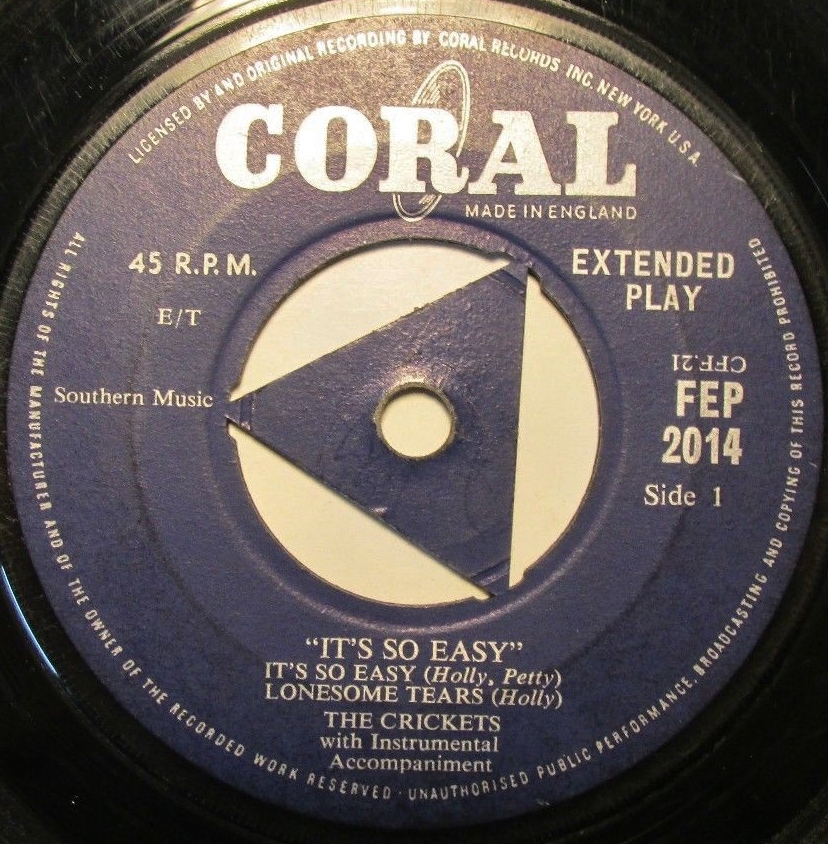 LICENSED BY AND ORIGINAL RECORDING BY CORAL RECORDS INC. NEW YORK U.S.A.
CORAL
MADE IN ENGLAND
45 R.P.M.
E/T
Southern Music
EXTENDED
PLAY
CFF.21
FEP
2014
Side 1
"IT'S SO EASY"
IT'S SO EASY (Holly, Petty)
LONESOME TEARS (Holly)
THE CRICKETS
with Instrumental
Accompaniment
ALL RIGHTS OF THE MANUFACTURER AND OF THE OWNER OF THE RECORDED WORK RESERVED · UNAUTHORISED PUBLIC PERFORMANCE, BROADCASTING AND COPYING OF THIS RECORD PROHIBITED